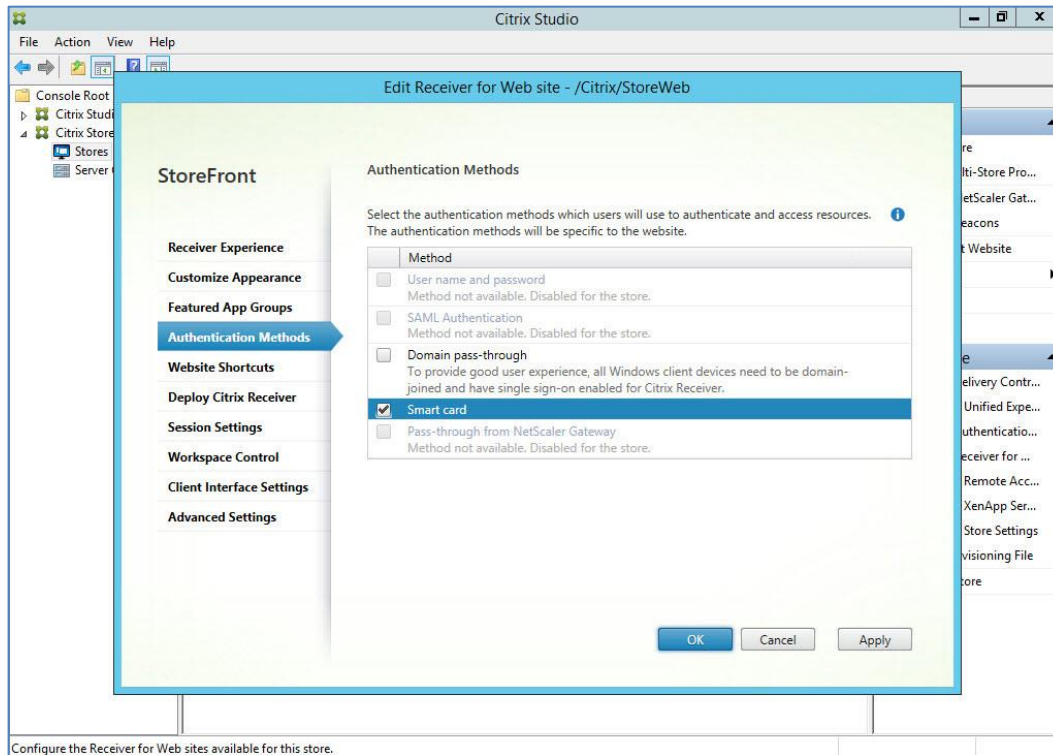 Citrix Studio
File Action View Help
Console Root
Citrix Studi
Citrix Store
Stores
Server
Edit Receiver for Web site - /Citrix/StoreWeb
StoreFront
Receiver Experience
Customize Appearance
Featured App Groups
Authentication Methods
Website Shortcuts
Deploy Citrix Receiver
Session Settings
Workspace Control
Client Interface Settings
Advanced Settings
Authentication Methods
Select the authentication methods which users will use to authenticate and access resources.
The authentication methods will be specific to the website.
Method
User name and password
Method not available. Disabled for the store.
SAML Authentication
Method not available. Disabled for the store.
Domain pass-through
To provide good user experience, all Windows client devices need to be domain-
joined and have single sign-on enabled for Citrix Receiver.
Smart card
Pass-through from NetScaler Gateway
Method not available. Disabled for the store.
OK Cancel Apply
re
lti-Store Pro...
etScaler Gat...
eacons
t Website
e
elivery Contr...
Unified Expe...
uthenticatio...
eceiver for ...
Remote Acc...
XenApp Ser...
Store Settings
visioning File
tore
Configure the Receiver for Web sites available for this store.